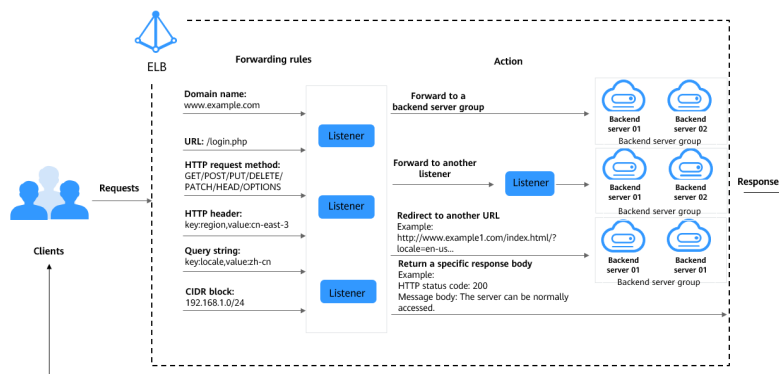 ELB
Forwarding rules
Action
Domain name:
www.example.com
URL: /login.php
HTTP request method:
GET/POST/PUT/DELETE/
PATCH/HEAD/OPTIONS
HTTP header:
key:region,value:cn-east-3
Query string:
key:locale,value:zh-cn
CIDR block:
192.168.1.0/24
Clients
Requests
Listener
Listener
Listener
Forward to a
backend server group
Forward to another
listener
Listener
Redirect to another URL
Example:
http://www.example1.com/index.html/?
locale=en-us...
Return a specific response body
Example:
HTTP status code: 200
Message body: The server can be normally
accessed.
Backend
server 01
Backend
server 02
Backend server group
Backend
server 01
Backend
server 01
Backend server group
Backend
server 01
Backend
server 01
Backend server group
Response